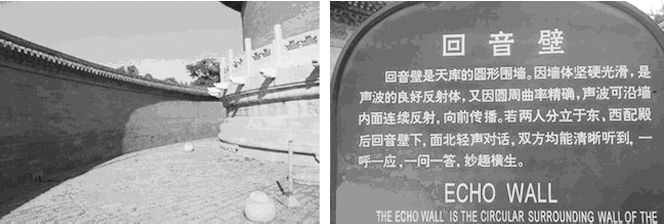 回音壁
回音壁是天库的圆形围墙。因墙体坚硬光滑，是
声波的良好反射体，又因圆周曲率精确，声波可沿墙
内面连续反射，向前传播。若两人分立于东、西配殿
后回音壁下，面北轻声对话，双方均能清晰听到，一
呼一应，一问一答，妙趣横生。
ECHO WALL
THE ECHO WALL IS THE CIRCULAR SURROUNDING WALL OF THE